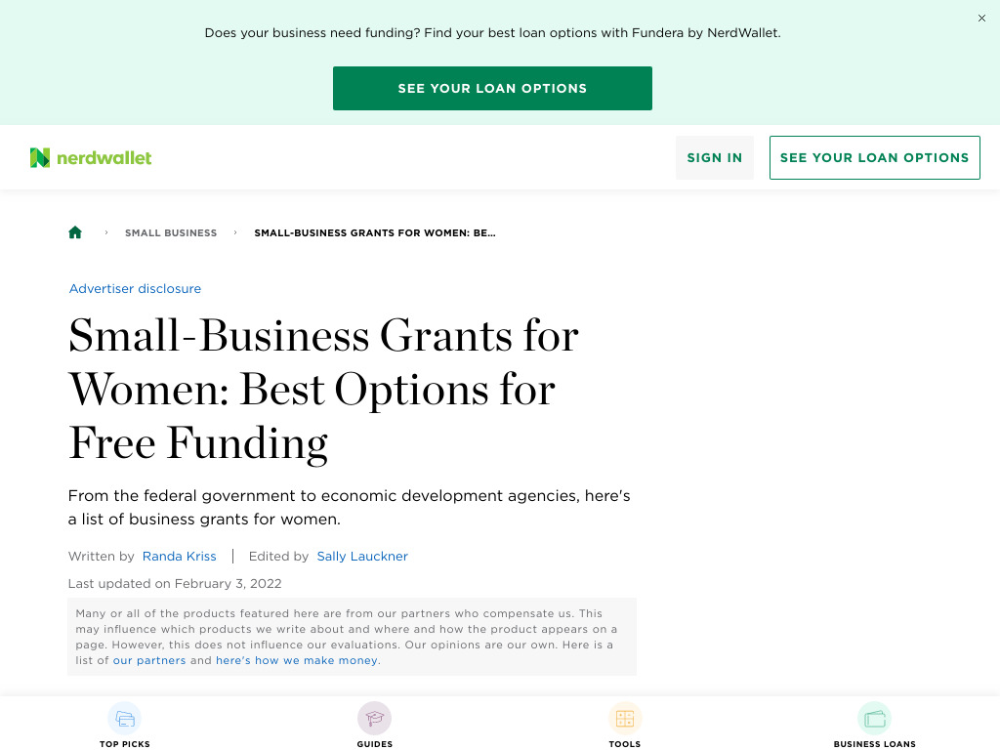 Does your business need funding? Find your best loan options with Fundera by NerdWallet.
SEE YOUR LOAN OPTIONS
nerdwallet
SIGN IN
SEE YOUR LOAN OPTIONS
SMALL BUSINESS
SMALL-BUSINESS GRANTS FOR WOMEN: BE...
Advertiser disclosure
Small-Business Grants for
Women: Best Options for
Free Funding
From the federal government to economic development agencies, here's
a list of business grants for women.
Written by Randa Kriss | Edited by Sally Lauckner
Last updated on February 3, 2022
Many or all of the products featured here are from our partners who compensate us. This
may influence which products we write about and where and how the product appears on a
page. However, this does not influence our evaluations. Our opinions are our own. Here is a
list of our partners and here's how we make money.
TOP PICKS
GUIDES
TOOLS
BUSINESS LOANS